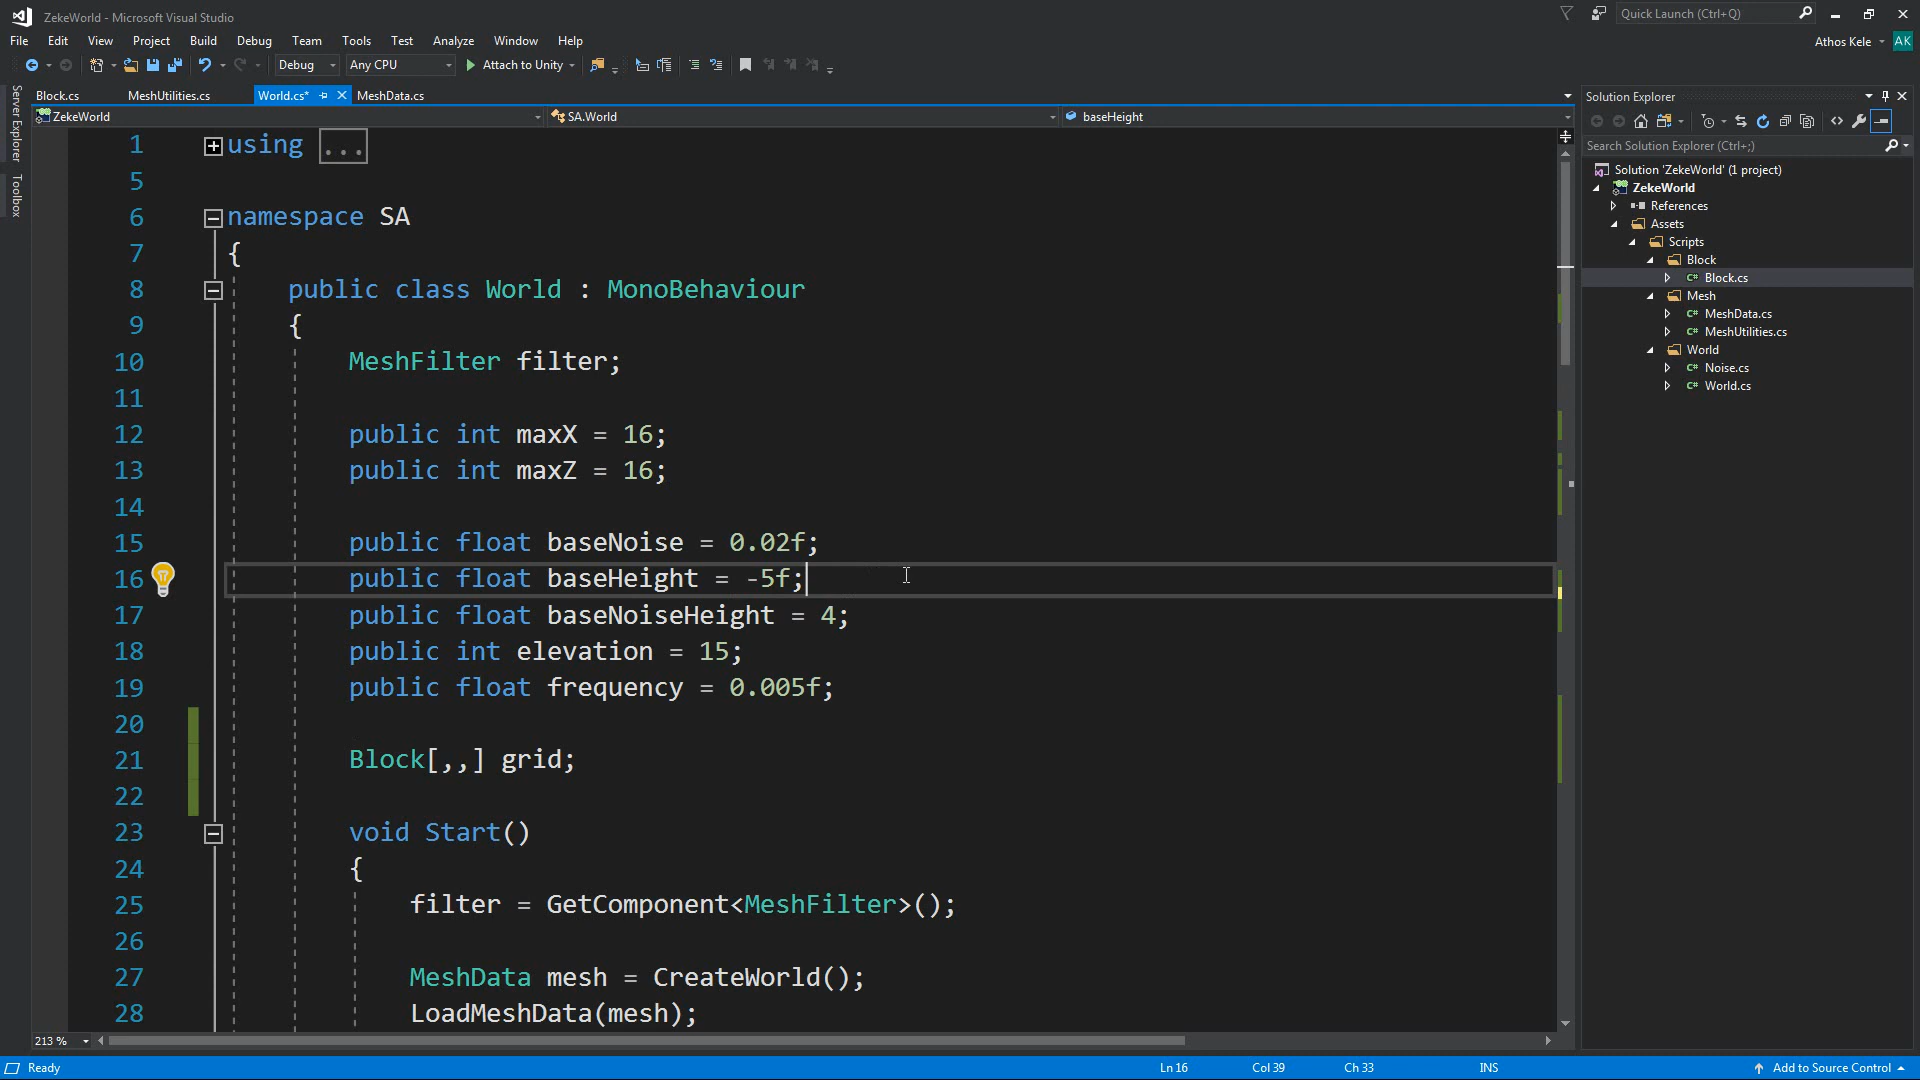 ZekeWorld - Microsoft Visual Studio
Quick Launch (Ctrl+Q)
File Edit View Project Build Debug Team Tools Test Analyze Window Help
Athos Kele AK
Debug Any CPU Attach to Unity
Server Explorer
Toolbox
Block.cs MeshUtilities.cs World.cs* MeshData.cs
ZekeWorld SA.World baseHeight
1 using ...
5
6 namespace SA
7 {
8 public class World : MonoBehaviour
9 {
10 MeshFilter filter;
11
12 public int maxX = 16;
13 public int maxZ = 16;
14
15 public float baseNoise = 0.02f;
16 public float baseHeight = -5f;
17 public float baseNoiseHeight = 4;
18 public int elevation = 15;
19 public float frequency = 0.005f;
20
21 Block[,,] grid;
22
23 void Start()
24 {
25 filter = GetComponent<MeshFilter>();
26
27 MeshData mesh = CreateWorld();
28 LoadMeshData(mesh);
213 %
Solution Explorer
Search Solution Explorer (Ctrl+;)
Solution 'ZekeWorld' (1 project)
ZekeWorld
References
Assets
Scripts
Block
C# Block.cs
Mesh
C# MeshData.cs
C# MeshUtilities.cs
World
C# Noise.cs
C# World.cs
Ready Ln 16 Col 39 Ch 33 INS Add to Source Control